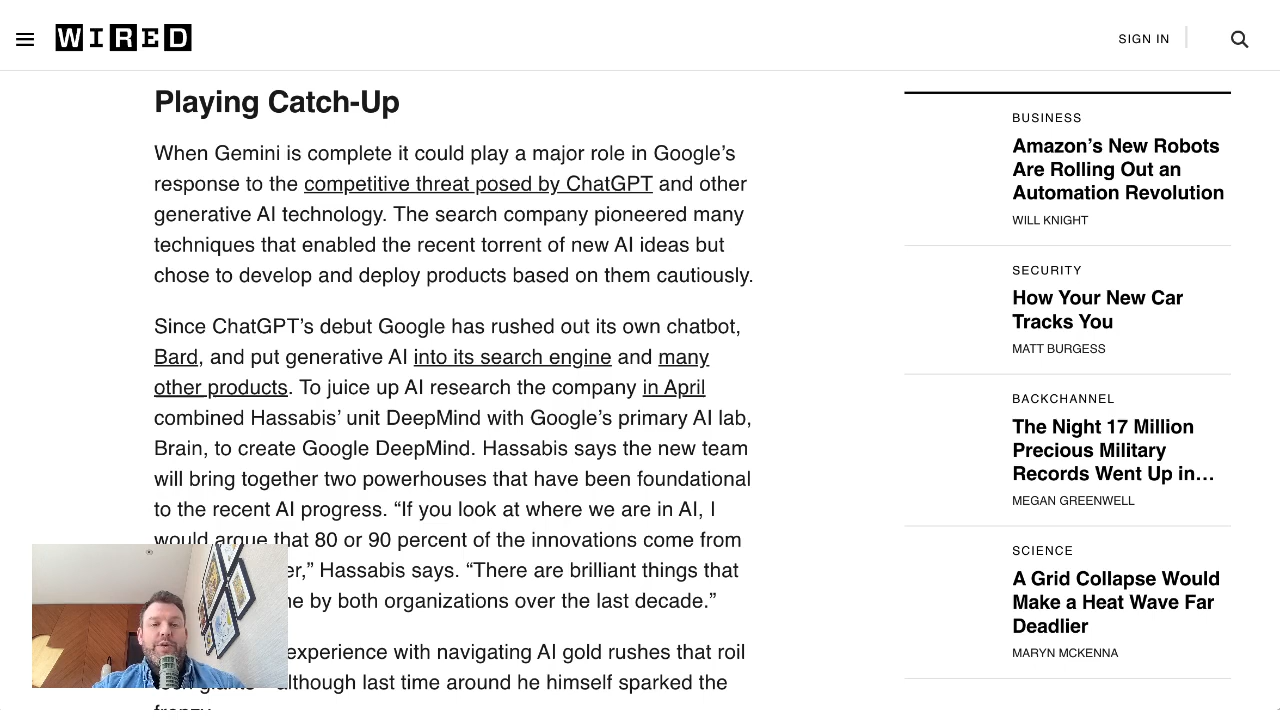 WIRED
SIGN IN
Playing Catch-Up
When Gemini is complete it could play a major role in Google’s
response to the competitive threat posed by ChatGPT and other
generative AI technology. The search company pioneered many
techniques that enabled the recent torrent of new AI ideas but
chose to develop and deploy products based on them cautiously.
Since ChatGPT’s debut Google has rushed out its own chatbot,
Bard, and put generative AI into its search engine and many
other products. To juice up AI research the company in April
combined Hassabis’ unit DeepMind with Google’s primary AI lab,
Brain, to create Google DeepMind. Hassabis says the new team
will bring together two powerhouses that have been foundational
to the recent AI progress. “If you look at where we are in AI, I
would argue that 80 or 90 percent of the innovations come from
er,” Hassabis says. “There are brilliant things that
ne by both organizations over the last decade.”
experience with navigating AI gold rushes that roil
although last time around he himself sparked the
BUSINESS
Amazon’s New Robots
Are Rolling Out an
Automation Revolution
WILL KNIGHT
SECURITY
How Your New Car
Tracks You
MATT BURGESS
BACKCHANNEL
The Night 17 Million
Precious Military
Records Went Up in…
MEGAN GREENWELL
SCIENCE
A Grid Collapse Would
Make a Heat Wave Far
Deadlier
MARYN MCKENNA